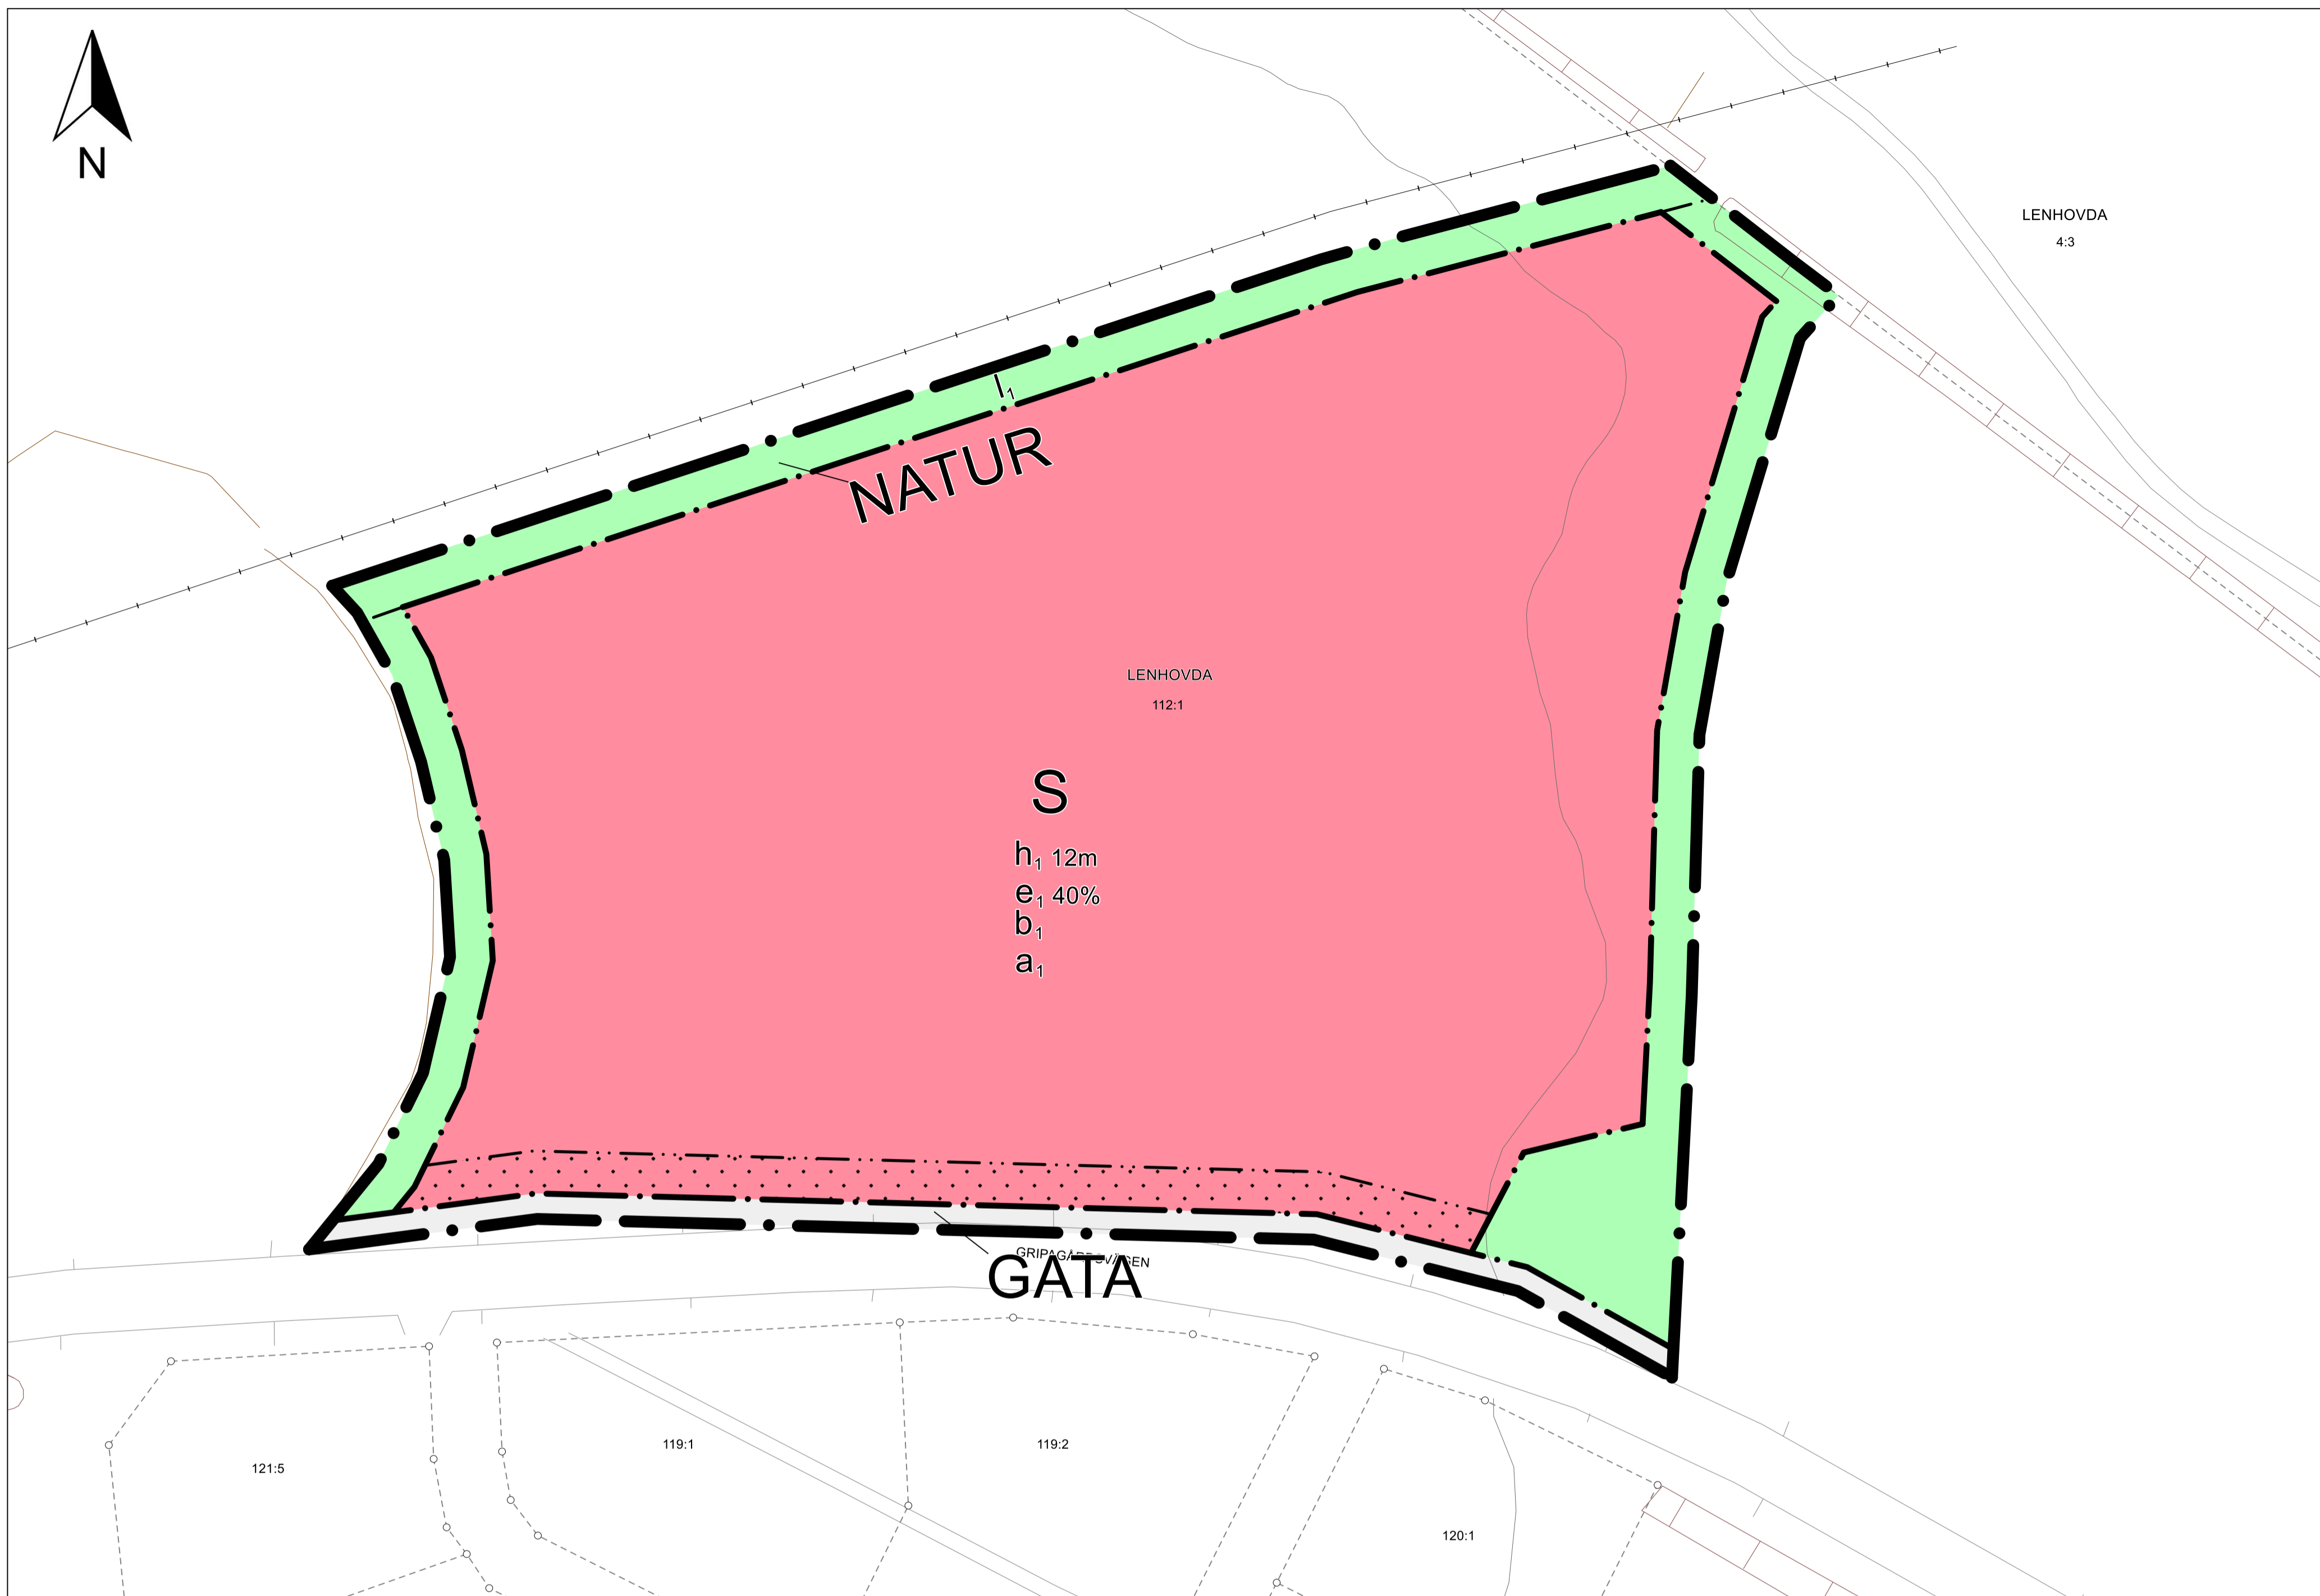 N
LENHOVDA
4:3
l1
NATUR
LENHOVDA
112:1
S
h1 12m
e1 40%
b1
a1
GATA
119:1
119:2
121:5
120:1